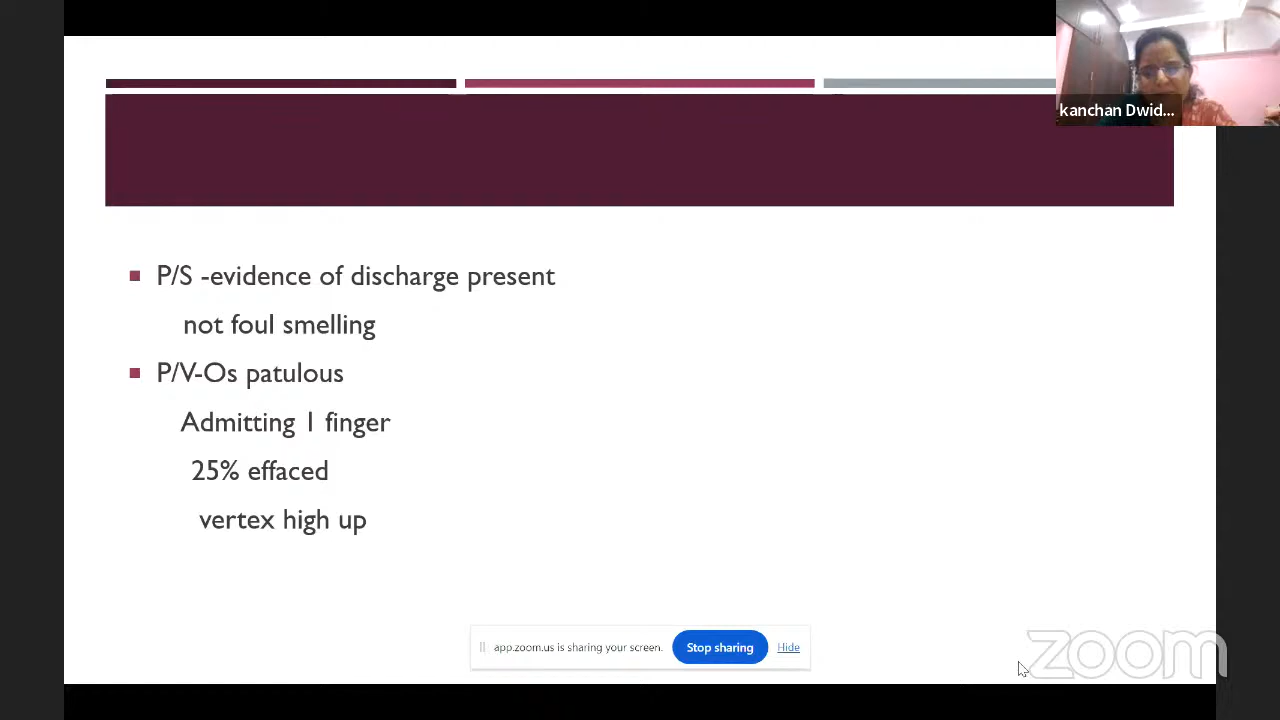 kanchan Dwid...
P/S -evidence of discharge present
not foul smelling
P/V-Os patulous
Admitting 1 finger
25% effaced
vertex high up
app.zoom.us is sharing your screen. Stop sharing Hide
zoom